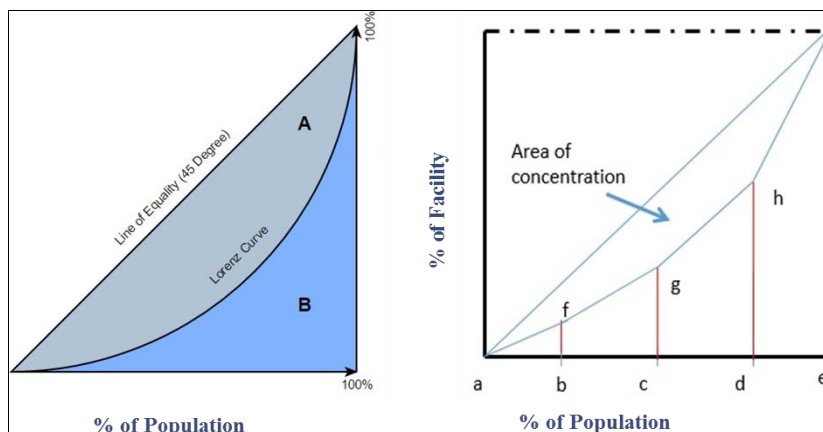 100%
A
Line of Equality (45 Degree)
Lorenz Curve
B
100%
% of Population
% of Facility
Area of
concentration
h
g
f
a
b
c
d
e
% of Population